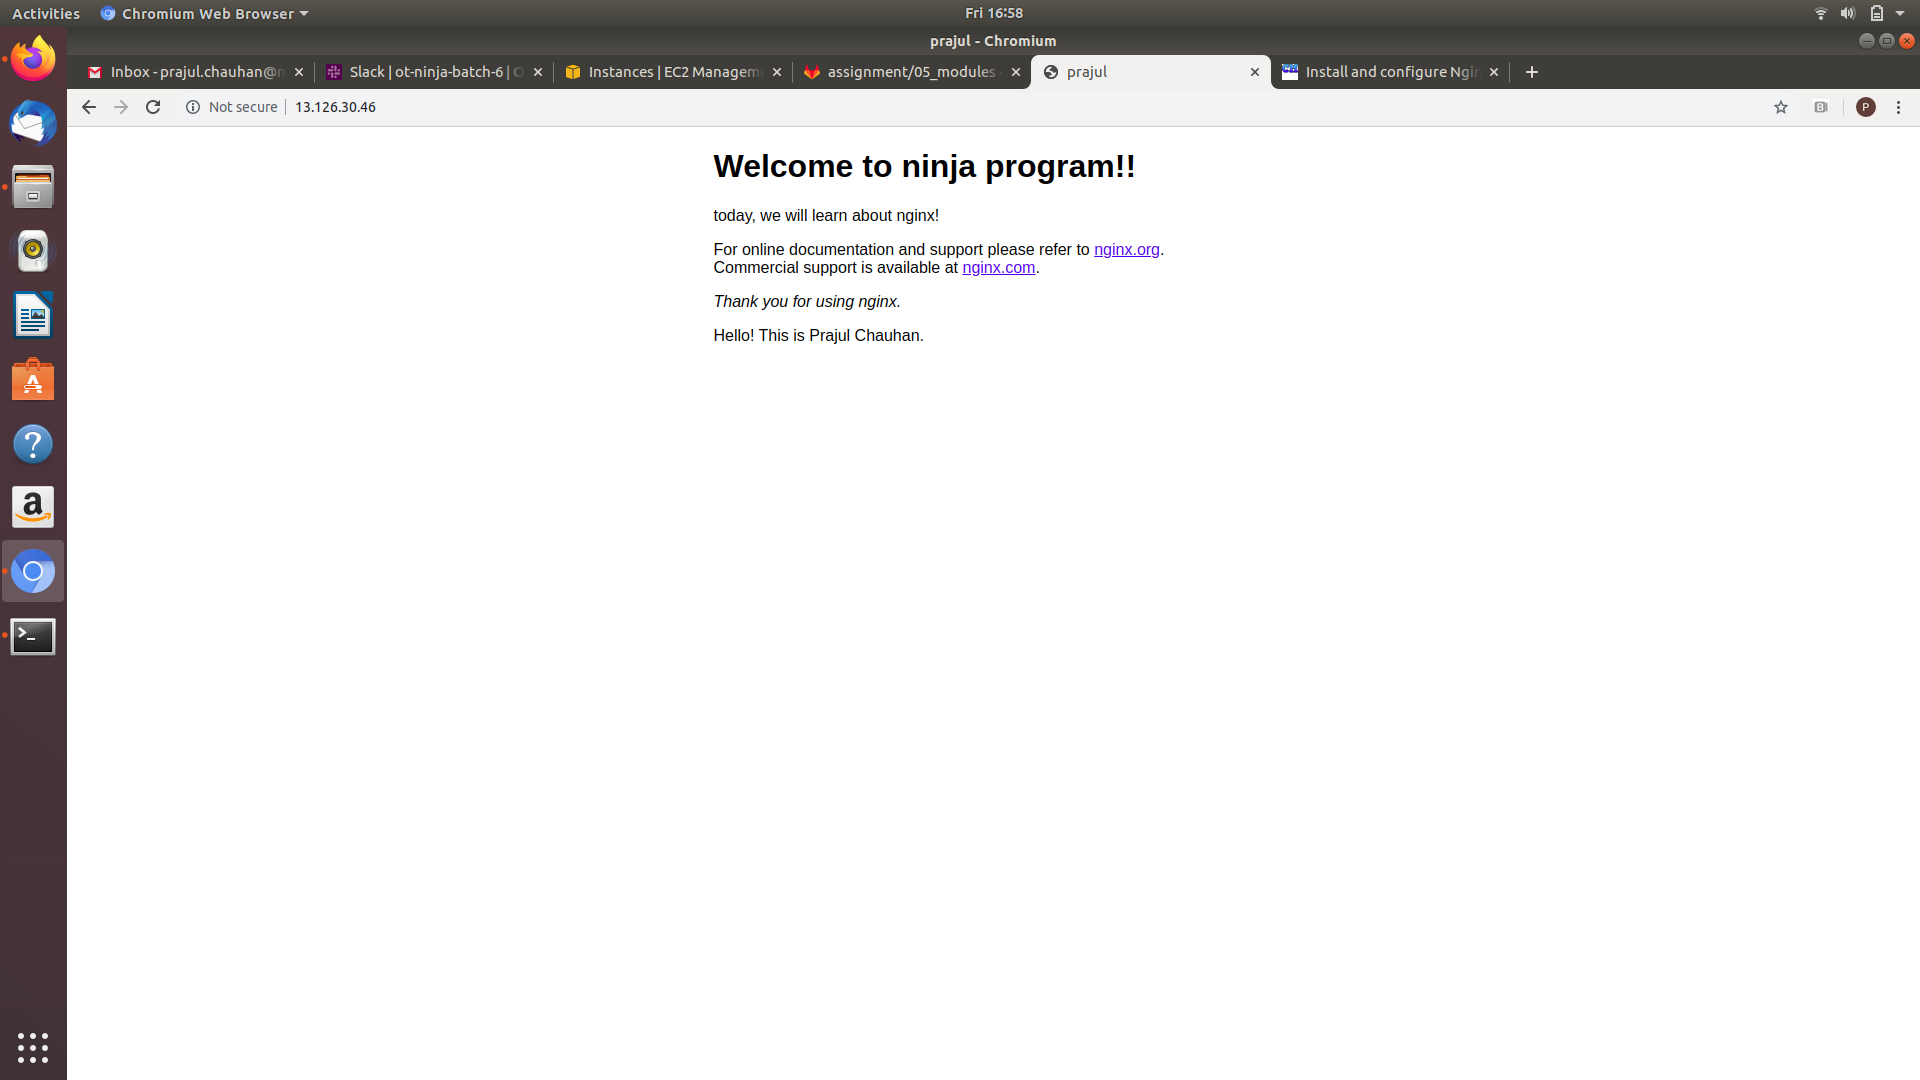 Activities
Chromium Web Browser
Fri 16:58
prajul - Chromium
Inbox - prajul.chauhan@
Slack | ot-ninja-batch-6 |
Instances | EC2 Managem
assignment/05_modules
prajul
Install and configure Ngin
Not secure
13.126.30.46
P
Welcome to ninja program!!
today, we will learn about nginx!
For online documentation and support please refer to nginx.org.
Commercial support is available at nginx.com.
Thank you for using nginx.
Hello! This is Prajul Chauhan.